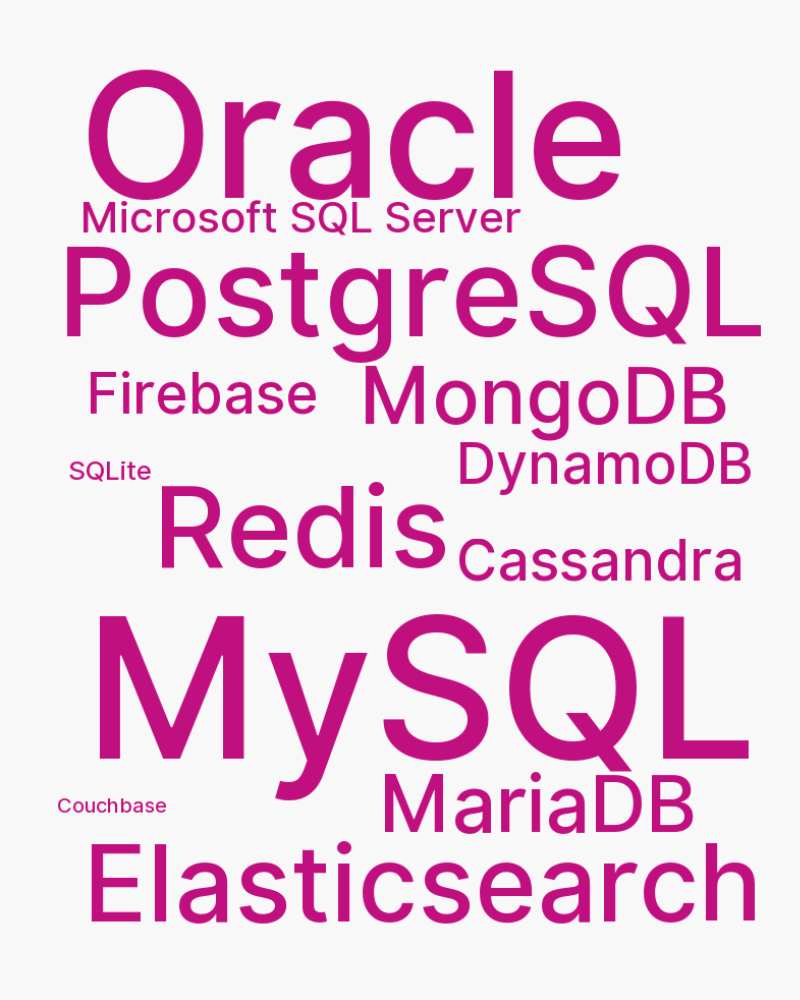 Oracle
Microsoft SQL Server
PostgreSQL
Firebase
MongoDB
DynamoDB
SQLite
Redis
Cassandra
MySQL
Couchbase
MariaDB
Elasticsearch